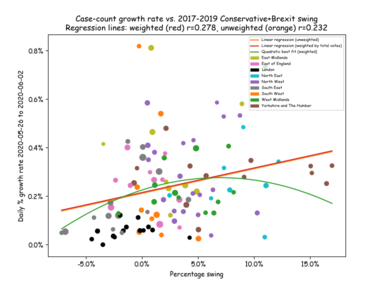 Case-count growth rate vs. 2017-2019 Conservative+Brexit swing
Regression lines: weighted (red) r=0.278, unweighted (orange) r=0.232
Linear regression (unweighted)
Linear regression (weighted by total votes)
Quadratic best fit (weighted)
East Midlands
East of England
London
North East
North West
South East
South West
West Midlands
Yorkshire and The Humber
Daily % growth rate 2020-05-26 to 2020-06-02
0.8%
0.6%
0.4%
0.2%
0.0%
-5.0%
0.0%
5.0%
10.0%
15.0%
Percentage swing